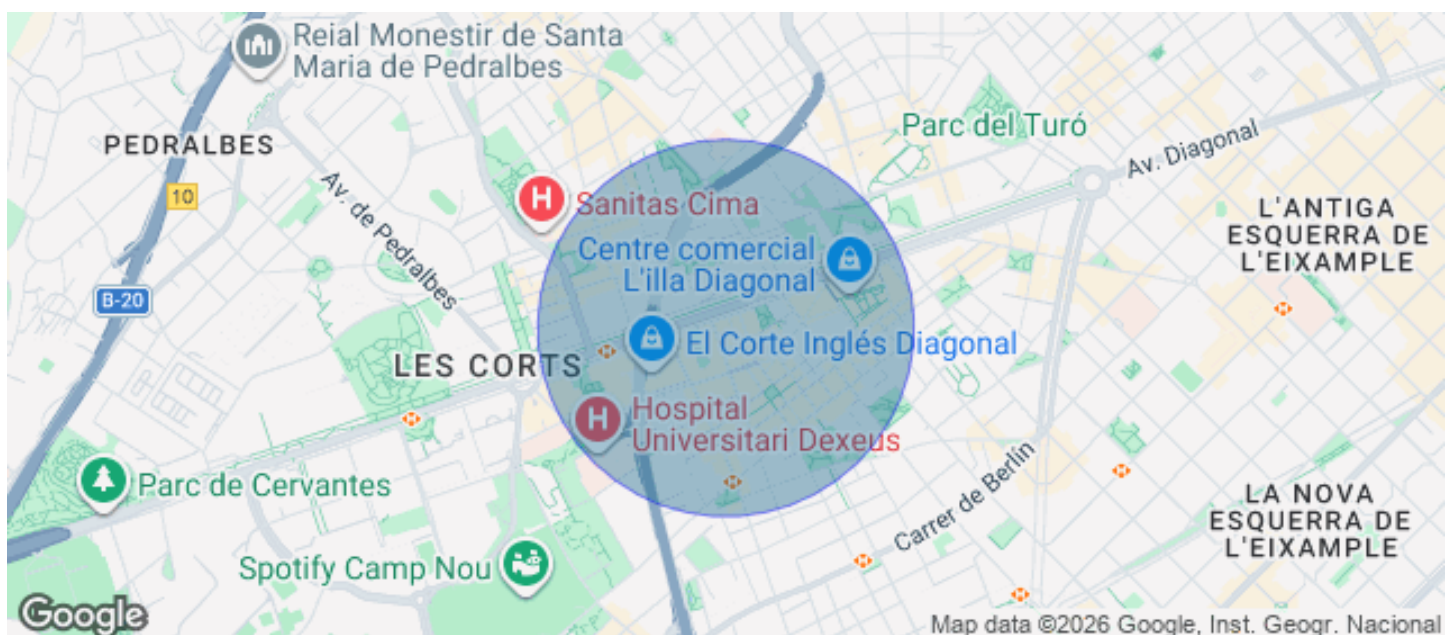 Reial Monestir de Santa
Maria de Pedralbes
PEDRALBES
Parc del Turó
Av. Diagonal
10
Av. de Pedralbes
H
Sanitas Cima
L'ANTIGA
ESQUERRA DE
L'EIXAMPLE
Centre comercial
L'illa Diagonal
B-20
El Corte Inglés Diagonal
LES CORTS
H
Hospital
Universitari Dexeus
Parc de Cervantes
Carrer de Berlín
LA NOVA
ESQUERRA DE
L'EIXAMPLE
Spotify Camp Nou
Google
Map data ©2026 Google, Inst. Geogr. Nacional